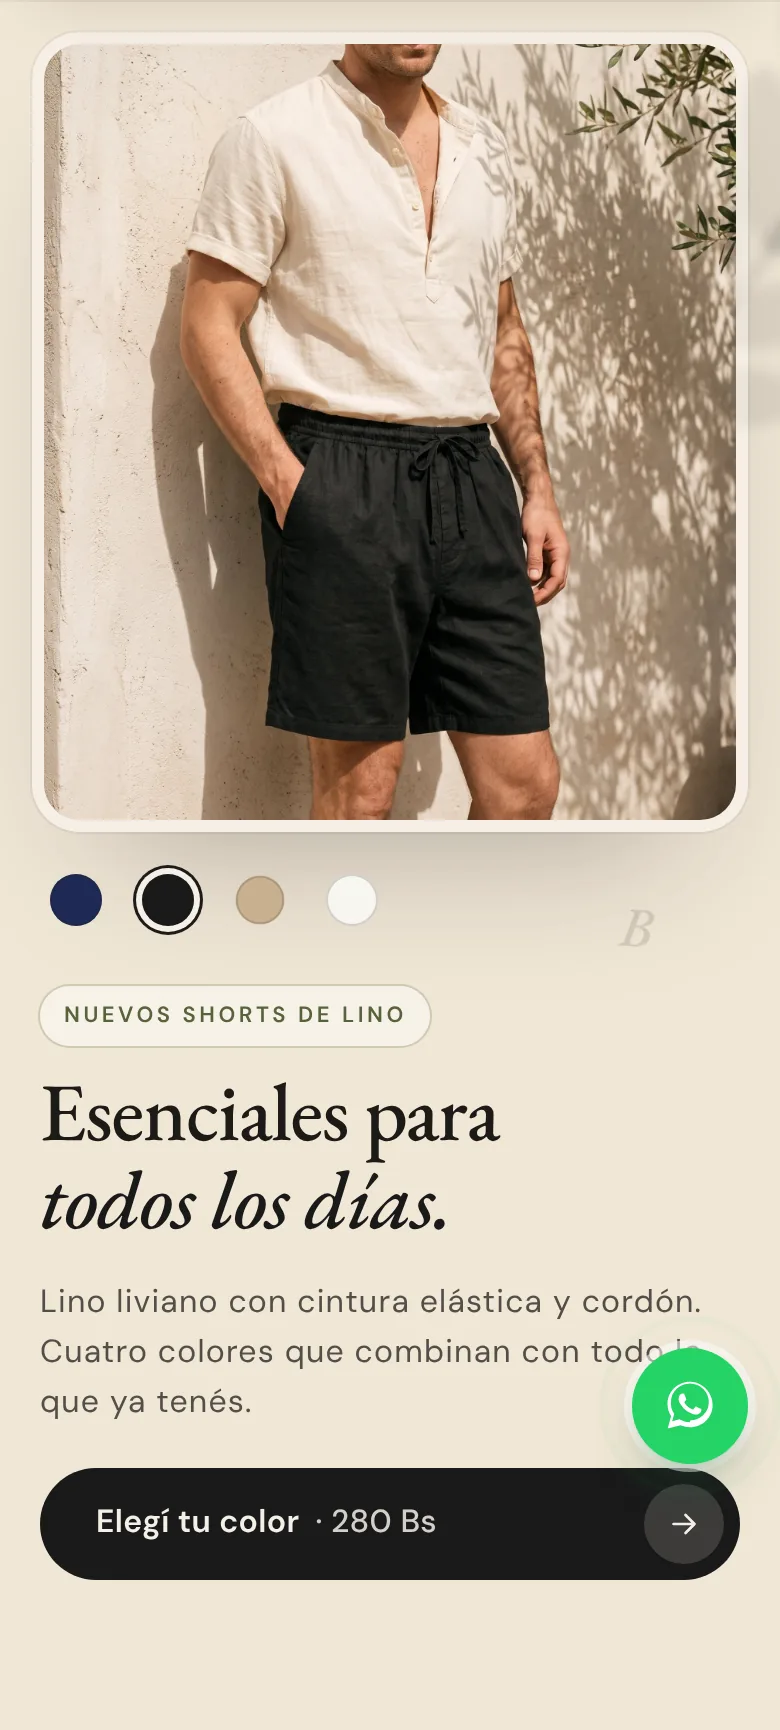 B
NUEVOS SHORTS DE LINO
Esenciales para
todos los días.
Lino liviano con cintura elástica y cordón.
Cuatro colores que combinan con todo
que ya tenés.
Elegí tu color · 280 Bs